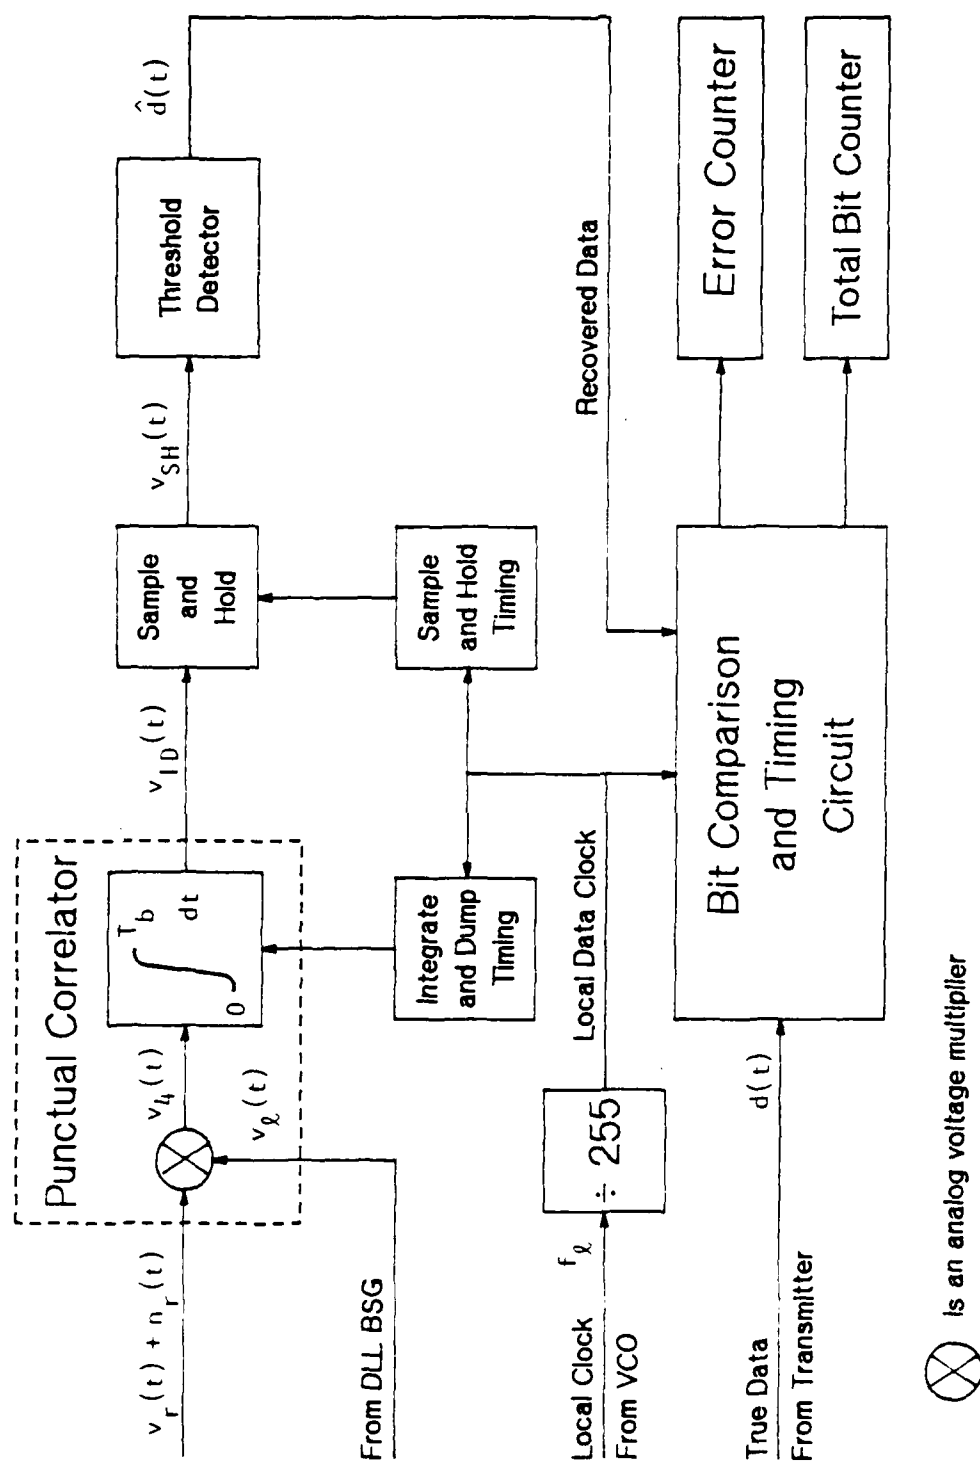 Punctual Correlator
v_r(t) + n_r(t)
v_4(t)
v_ℓ(t)
∫_0^T_b dt
v_ID(t)
Sample
and
Hold
v_SH(t)
Threshold
Detector
d̂(t)
From DLL BSG
Integrate
and Dump
Timing
Sample
and Hold
Timing
Local Clock
From VCO
f_ℓ
÷ 255
Local Data Clock
Recovered Data
True Data
From Transmitter
d(t)
Bit Comparison
and Timing
Circuit
Error Counter
Total Bit Counter
is an analog voltage multiplier